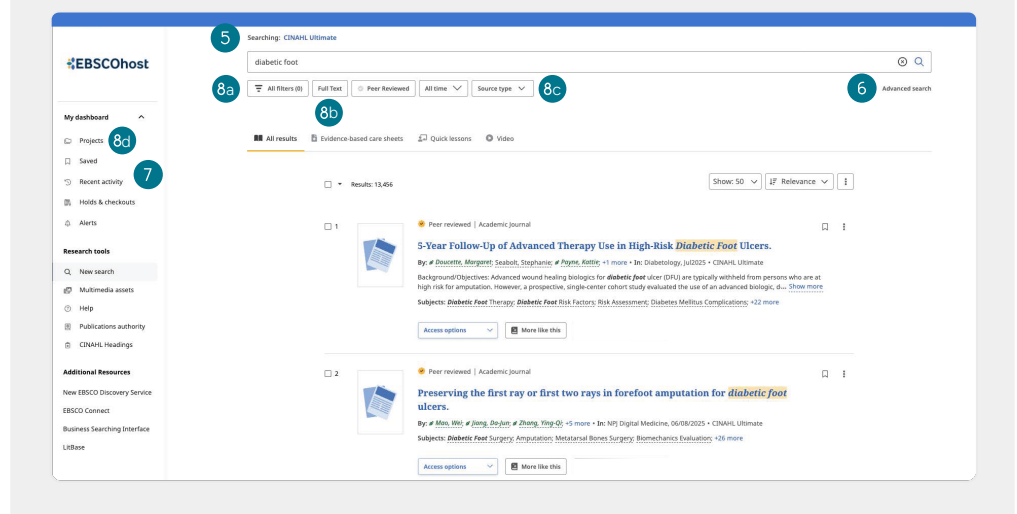 5
Searching: CINAHL Ultimate
EBSCOhost
diabetic foot
8a
All filters (0)
Full Text
Peer Reviewed
All time
Source type
8c
6
Advanced search
8b
My dashboard
Projects
8d
Saved
7
Recent activity
Holds & checkouts
Alerts
Research tools
New search
Multimedia assets
Help
Publications authority
CINAHL Headings
Additional Resources
New EBSCO Discovery Service
EBSCO Connect
Business Searching Interface
LitBase
All results
Evidence-based care sheets
Quick lessons
Video
Results: 13,456
Show: 50
Relevance
1
Peer reviewed | Academic Journal
5-Year Follow-Up of Advanced Therapy Use in High-Risk Diabetic Foot Ulcers.
By: Doucette, Margaret; Seabolt, Stephanie; Payne, Kattie; +1 more • In: Diabetology, Jul2025 • CINAHL Ultimate
Background/Objectives: Advanced wound healing biologics for diabetic foot ulcer (DFU) are typically withheld from persons who are at
high risk for amputation. However, a prospective, single-center cohort study evaluated the use of an advanced biologic, d... Show more
Subjects: Diabetic Foot Therapy; Diabetic Foot Risk Factors; Risk Assessment; Diabetes Mellitus Complications; +22 more
Access options
More like this
2
Peer reviewed | Academic Journal
Preserving the first ray or first two rays in forefoot amputation for diabetic foot
ulcers.
By: Mao, Wei; Jiang, Do-Jun; Zhang, Ying-Qi; +5 more • In: NPJ Digital Medicine, 06/08/2025 • CINAHL Ultimate
Subjects: Diabetic Foot Surgery; Amputation; Metatarsal Bones Surgery; Biomechanics Evaluation; +26 more
Access options
More like this